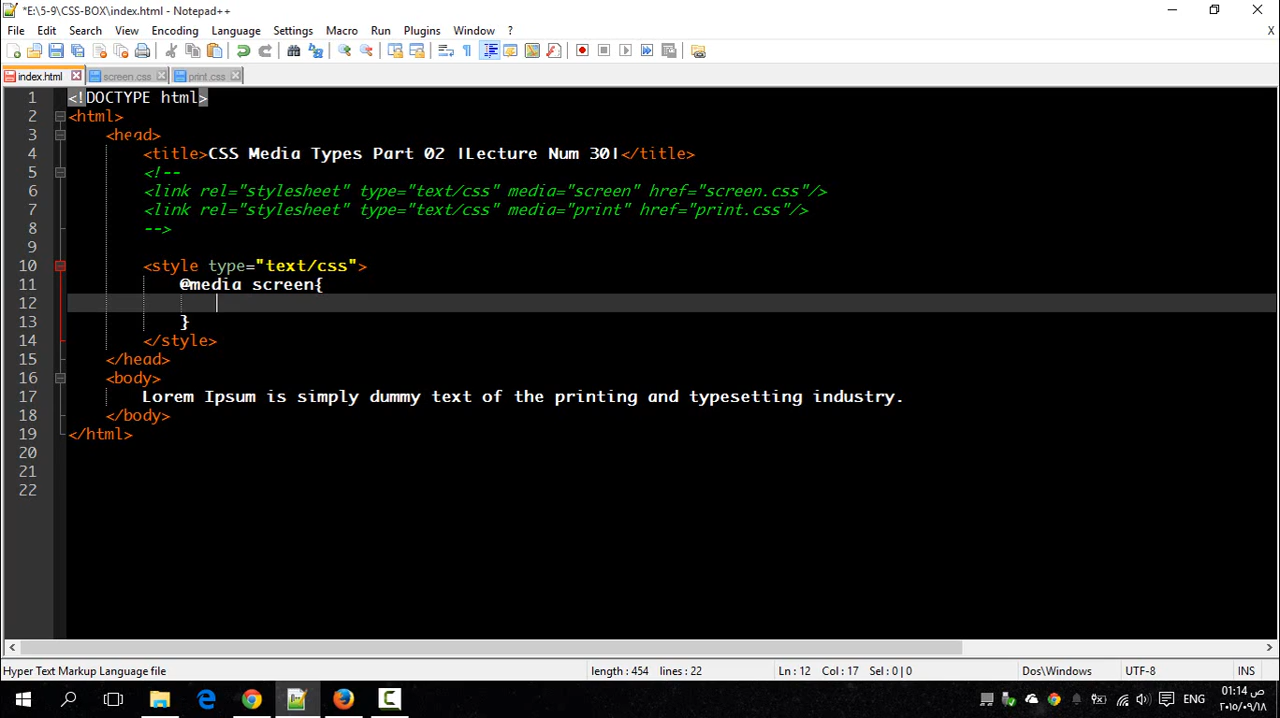 *E:\5-9\CSS-BOX\index.html - Notepad++
File Edit Search View Encoding Language Settings Macro Run Plugins Window ? X
index.html screen.css print.css
1 <!DOCTYPE html>
2 <html>
3 <head>
4 <title>CSS Media Types Part 02 |Lecture Num 30|</title>
5 <!--
6 <link rel="stylesheet" type="text/css" media="screen" href="screen.css"/>
7 <link rel="stylesheet" type="text/css" media="print" href="print.css"/>
8 -->
9
10 <style type="text/css">
11 @media screen{
12
13 }
14 </style>
15 </head>
16 <body>
17 Lorem Ipsum is simply dummy text of the printing and typesetting industry.
18 </body>
19 </html>
20
21
22
Hyper Text Markup Language file length : 454 lines : 22 Ln : 12 Col : 17 Sel : 0 | 0 Dos\Windows UTF-8 INS
ENG 01:14 ص
٢٠١٥/٠٩/١٨